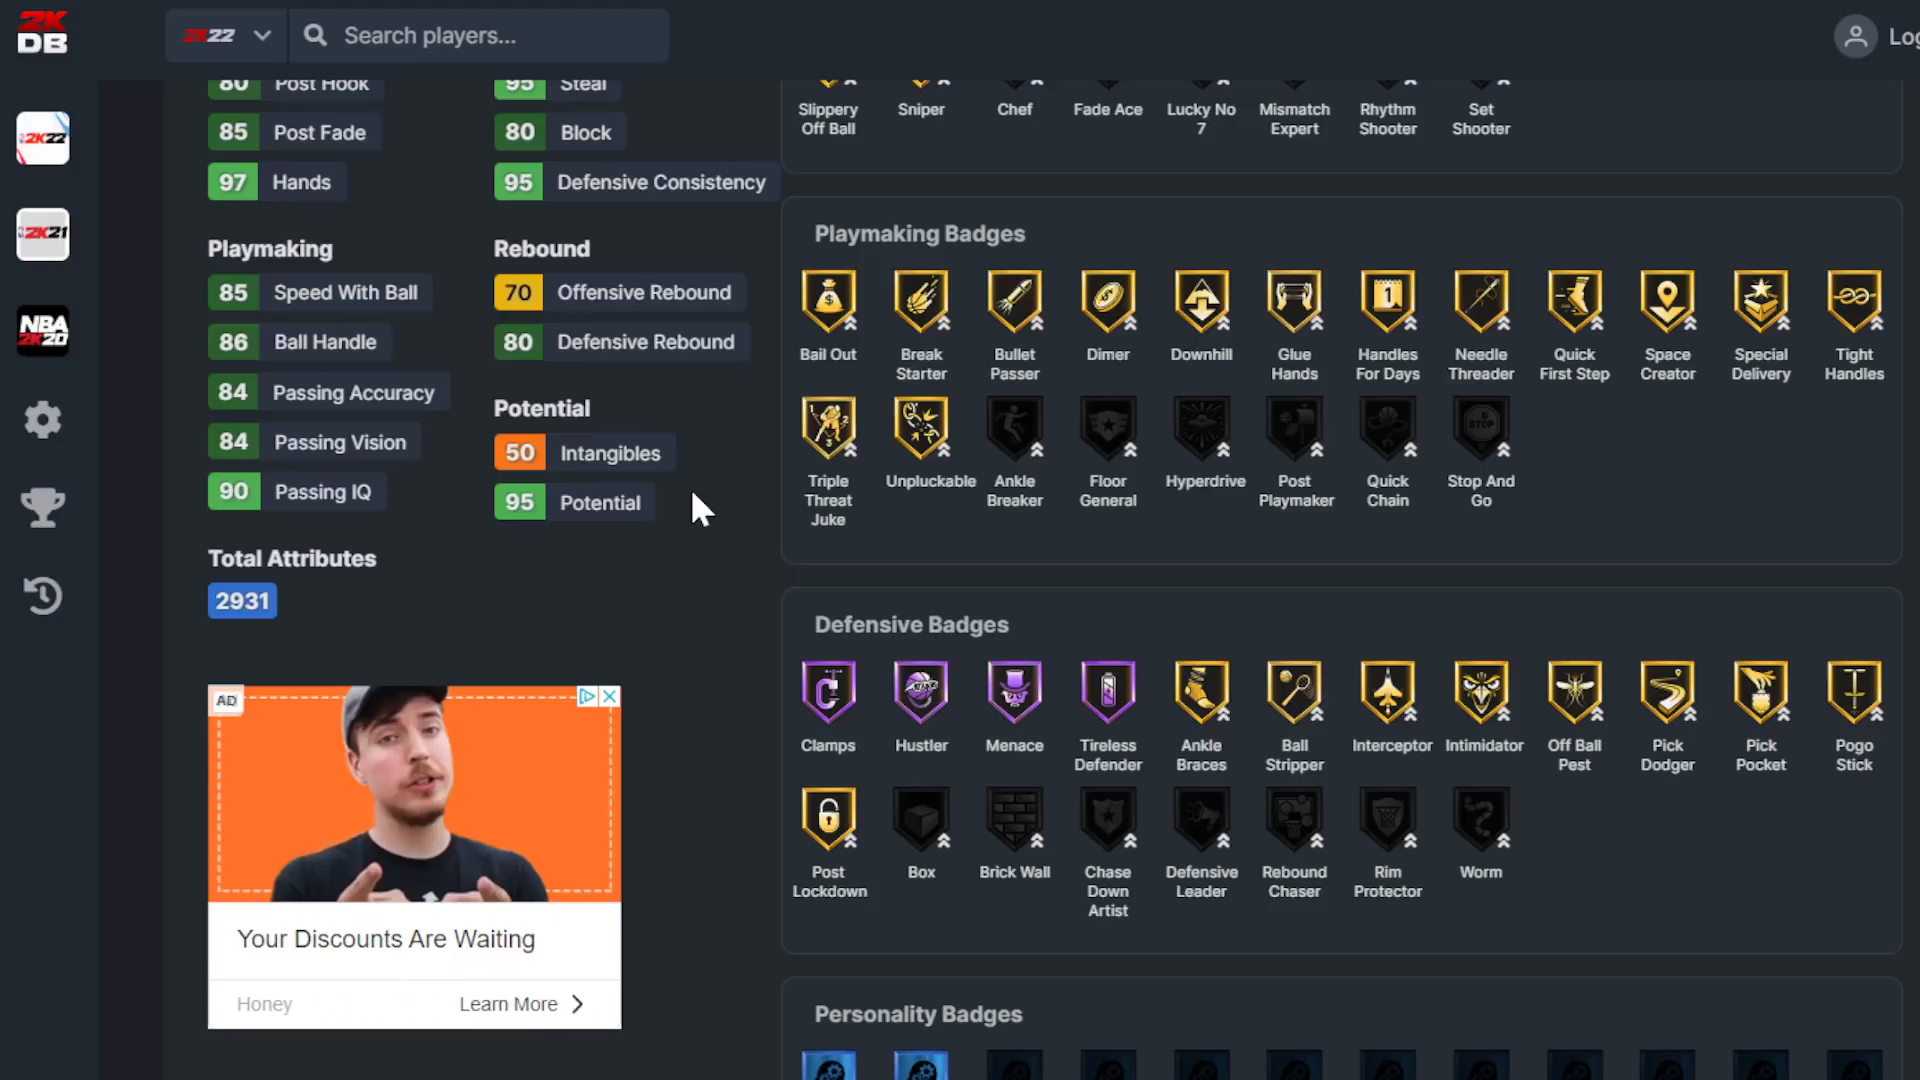 2K
DB
2K22
Search players...
Log
2K22
2K21
NBA
2K20
80 Post Hook
85 Post Fade
97 Hands
95 Steal
80 Block
95 Defensive Consistency
Playmaking
85 Speed With Ball
86 Ball Handle
84 Passing Accuracy
84 Passing Vision
90 Passing IQ
Rebound
70 Offensive Rebound
80 Defensive Rebound
Potential
50 Intangibles
95 Potential
Total Attributes
2931
AD
Your Discounts Are Waiting
Honey
Learn More
Slippery
Off Ball
Sniper
Chef
Fade Ace
Lucky No
7
Mismatch
Expert
Rhythm
Shooter
Set
Shooter
Playmaking Badges
Bail Out
Break
Starter
Bullet
Passer
Dimer
Downhill
Glue
Hands
Handles
For Days
Needle
Threader
Quick
First Step
Space
Creator
Special
Delivery
Tight
Handles
Triple
Threat
Juke
Unpluckable
Ankle
Breaker
Floor
General
Hyperdrive
Post
Playmaker
Quick
Chain
Stop And
Go
Defensive Badges
Clamps
Hustler
Menace
Tireless
Defender
Ankle
Braces
Ball
Stripper
Interceptor
Intimidator
Off Ball
Pest
Pick
Dodger
Pick
Pocket
Pogo
Stick
Post
Lockdown
Box
Brick Wall
Chase
Down
Artist
Defensive
Leader
Rebound
Chaser
Rim
Protector
Worm
Personality Badges